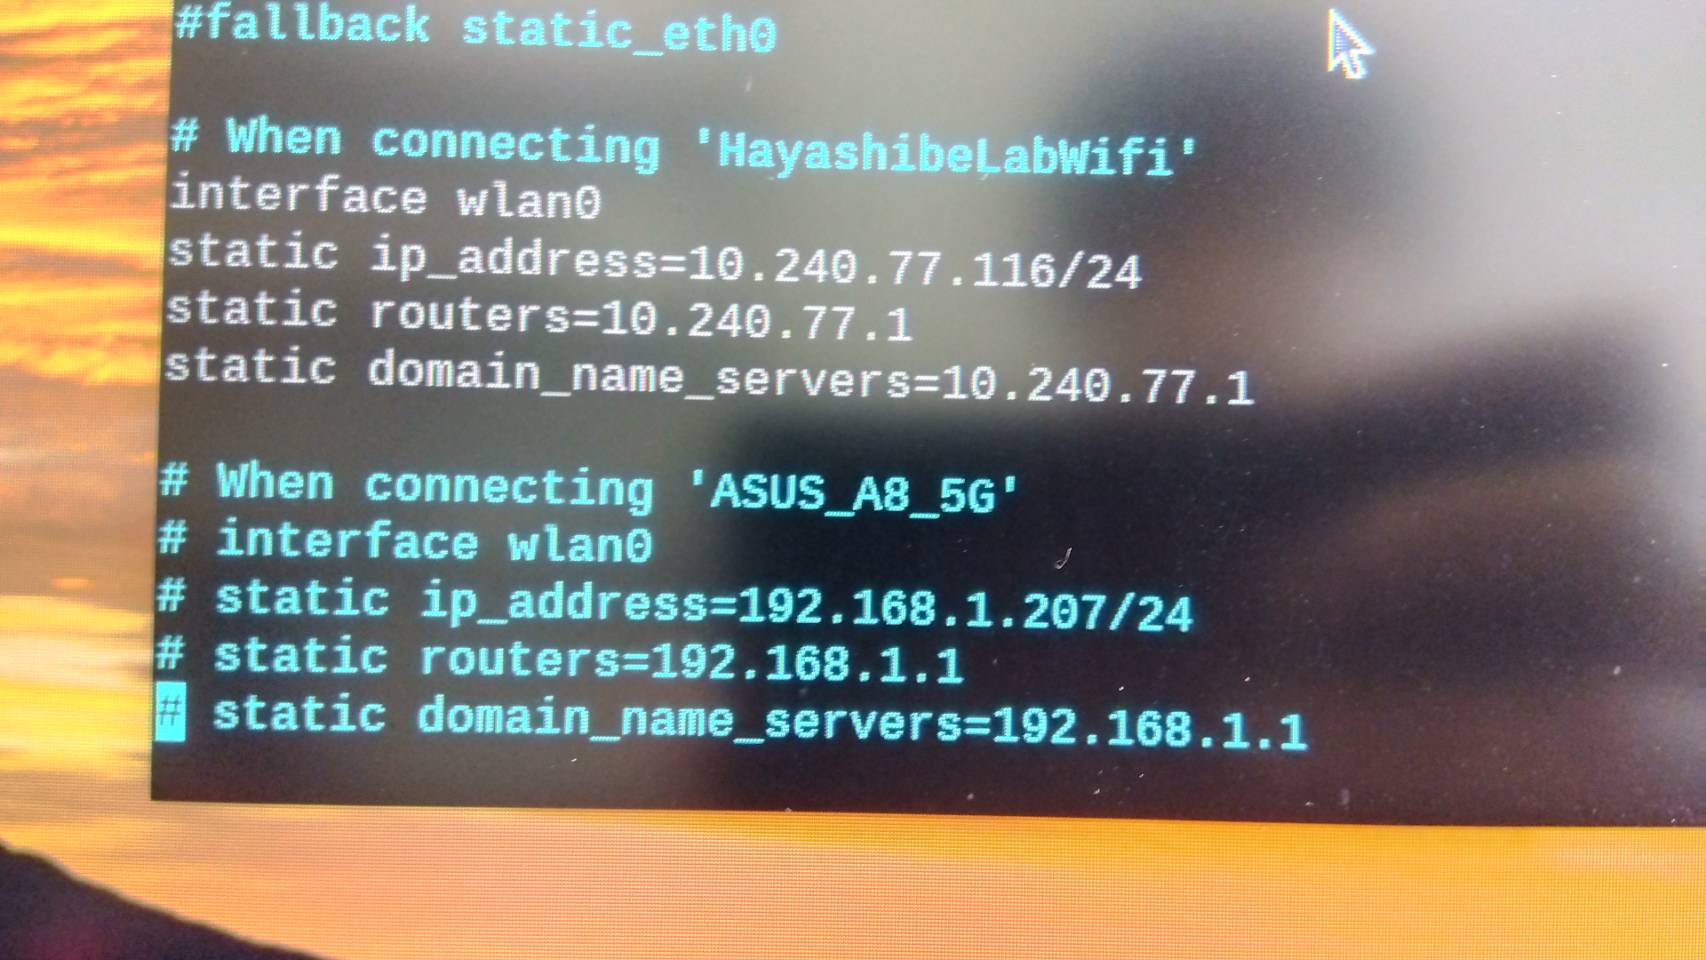 #fallback static_eth0
# When connecting 'HayashibeLabWifi'
interface wlan0
static ip_address=10.240.77.116/24
static routers=10.240.77.1
static domain_name_servers=10.240.77.1
# When connecting 'ASUS_A8_5G'
# interface wlan0
# static ip_address=192.168.1.207/24
# static routers=192.168.1.1
# static domain_name_servers=192.168.1.1